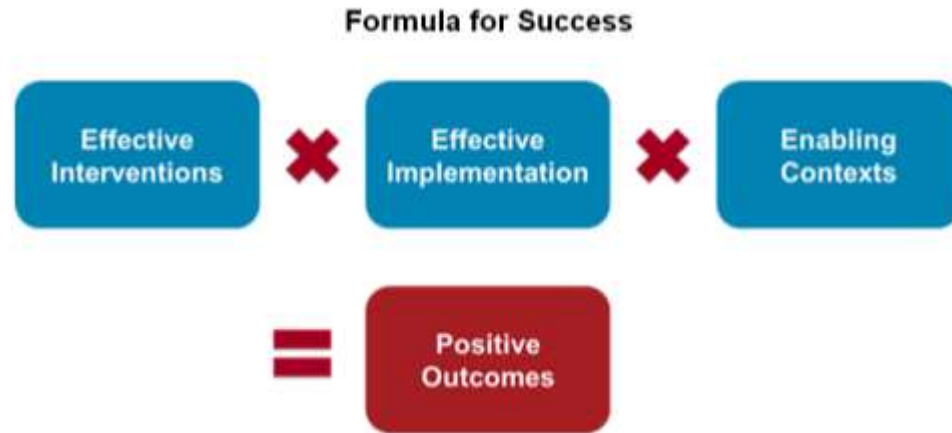 Formula for Success
Effective
Interventions
Effective
Implementation
Enabling
Contexts
Positive
Outcomes